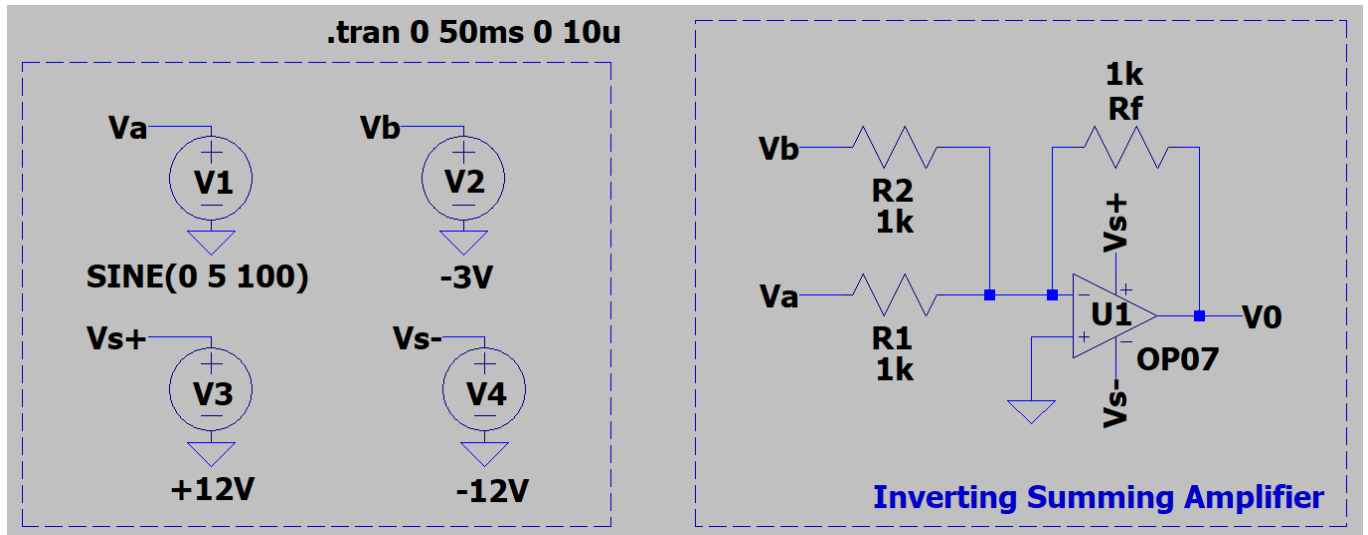 .tran 0 50ms 0 10u
Va
V1
SINE(0 5 100)
Vb
V2
-3V
Vs+
V3
+12V
Vs-
V4
-12V
1k
Rf
Vb
R2
1k
Va
R1
1k
Vs+
U1
OP07
Vs-
V0
Inverting Summing Amplifier